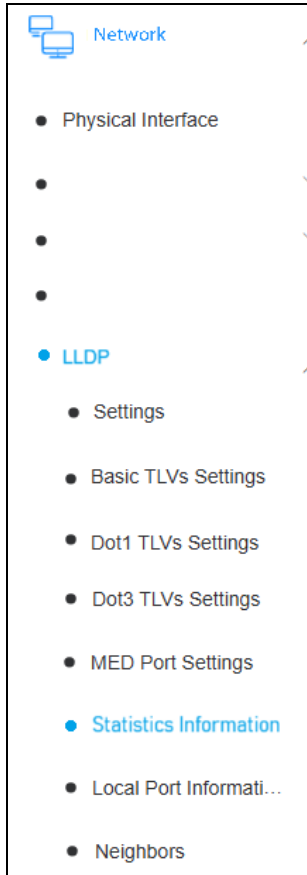 Network
Physical Interface
LLDP
Settings
Basic TLVs Settings
Dot1 TLVs Settings
Dot3 TLVs Settings
MED Port Settings
Statistics Information
Local Port Informati...
Neighbors